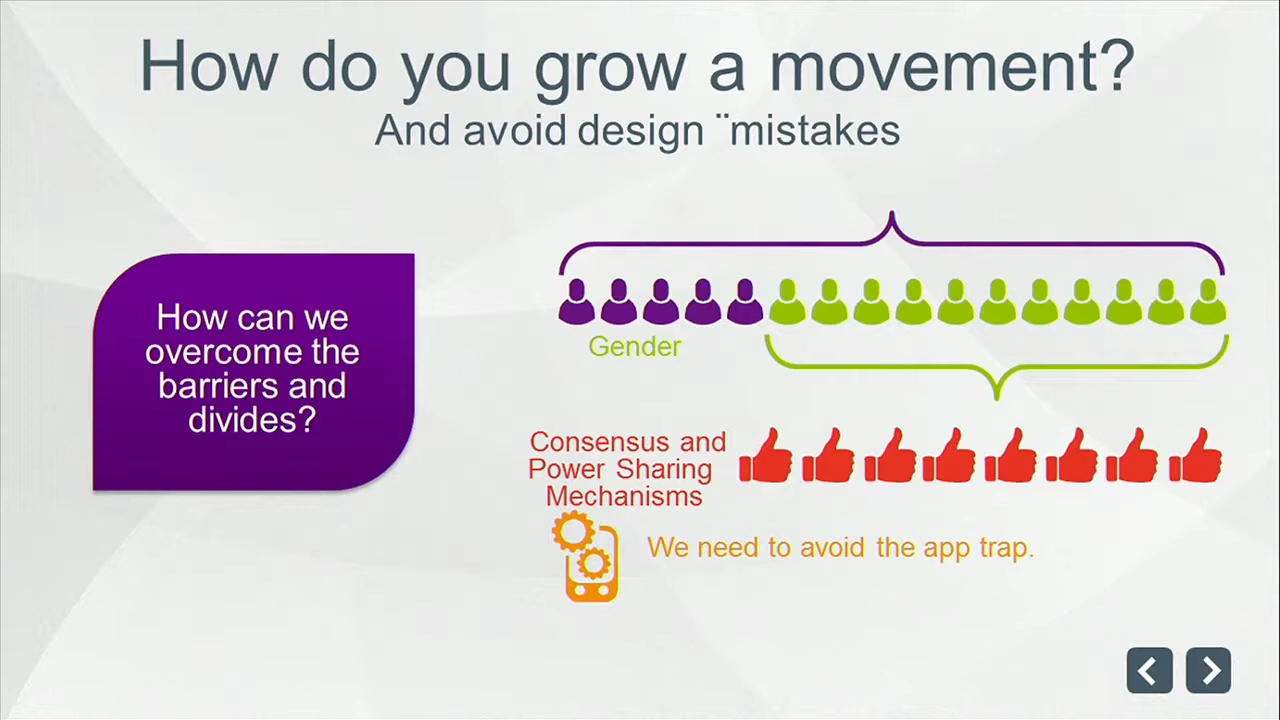 How do you grow a movement?
And avoid design ¨mistakes
How can we
overcome the
barriers and
divides?
Gender
Consensus and
Power Sharing
Mechanisms
We need to avoid the app trap.